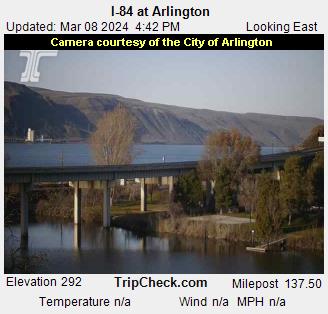 I-84 at Arlington
Updated: Mar 08 2024 4:42 PM Looking East
Camera courtesy of the City of Arlington
Elevation 292 TripCheck.com Milepost 137.50
Temperature n/a Wind n/a MPH n/a